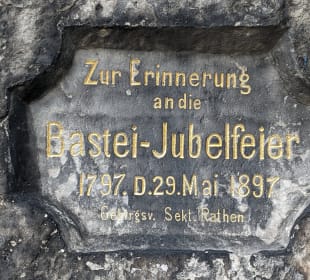 Zur Erinnerung
an die
Bastei-Jubelfeier
1797. D. 29. Mai 1897.
Gebirgsv. Sekt. Rathen.